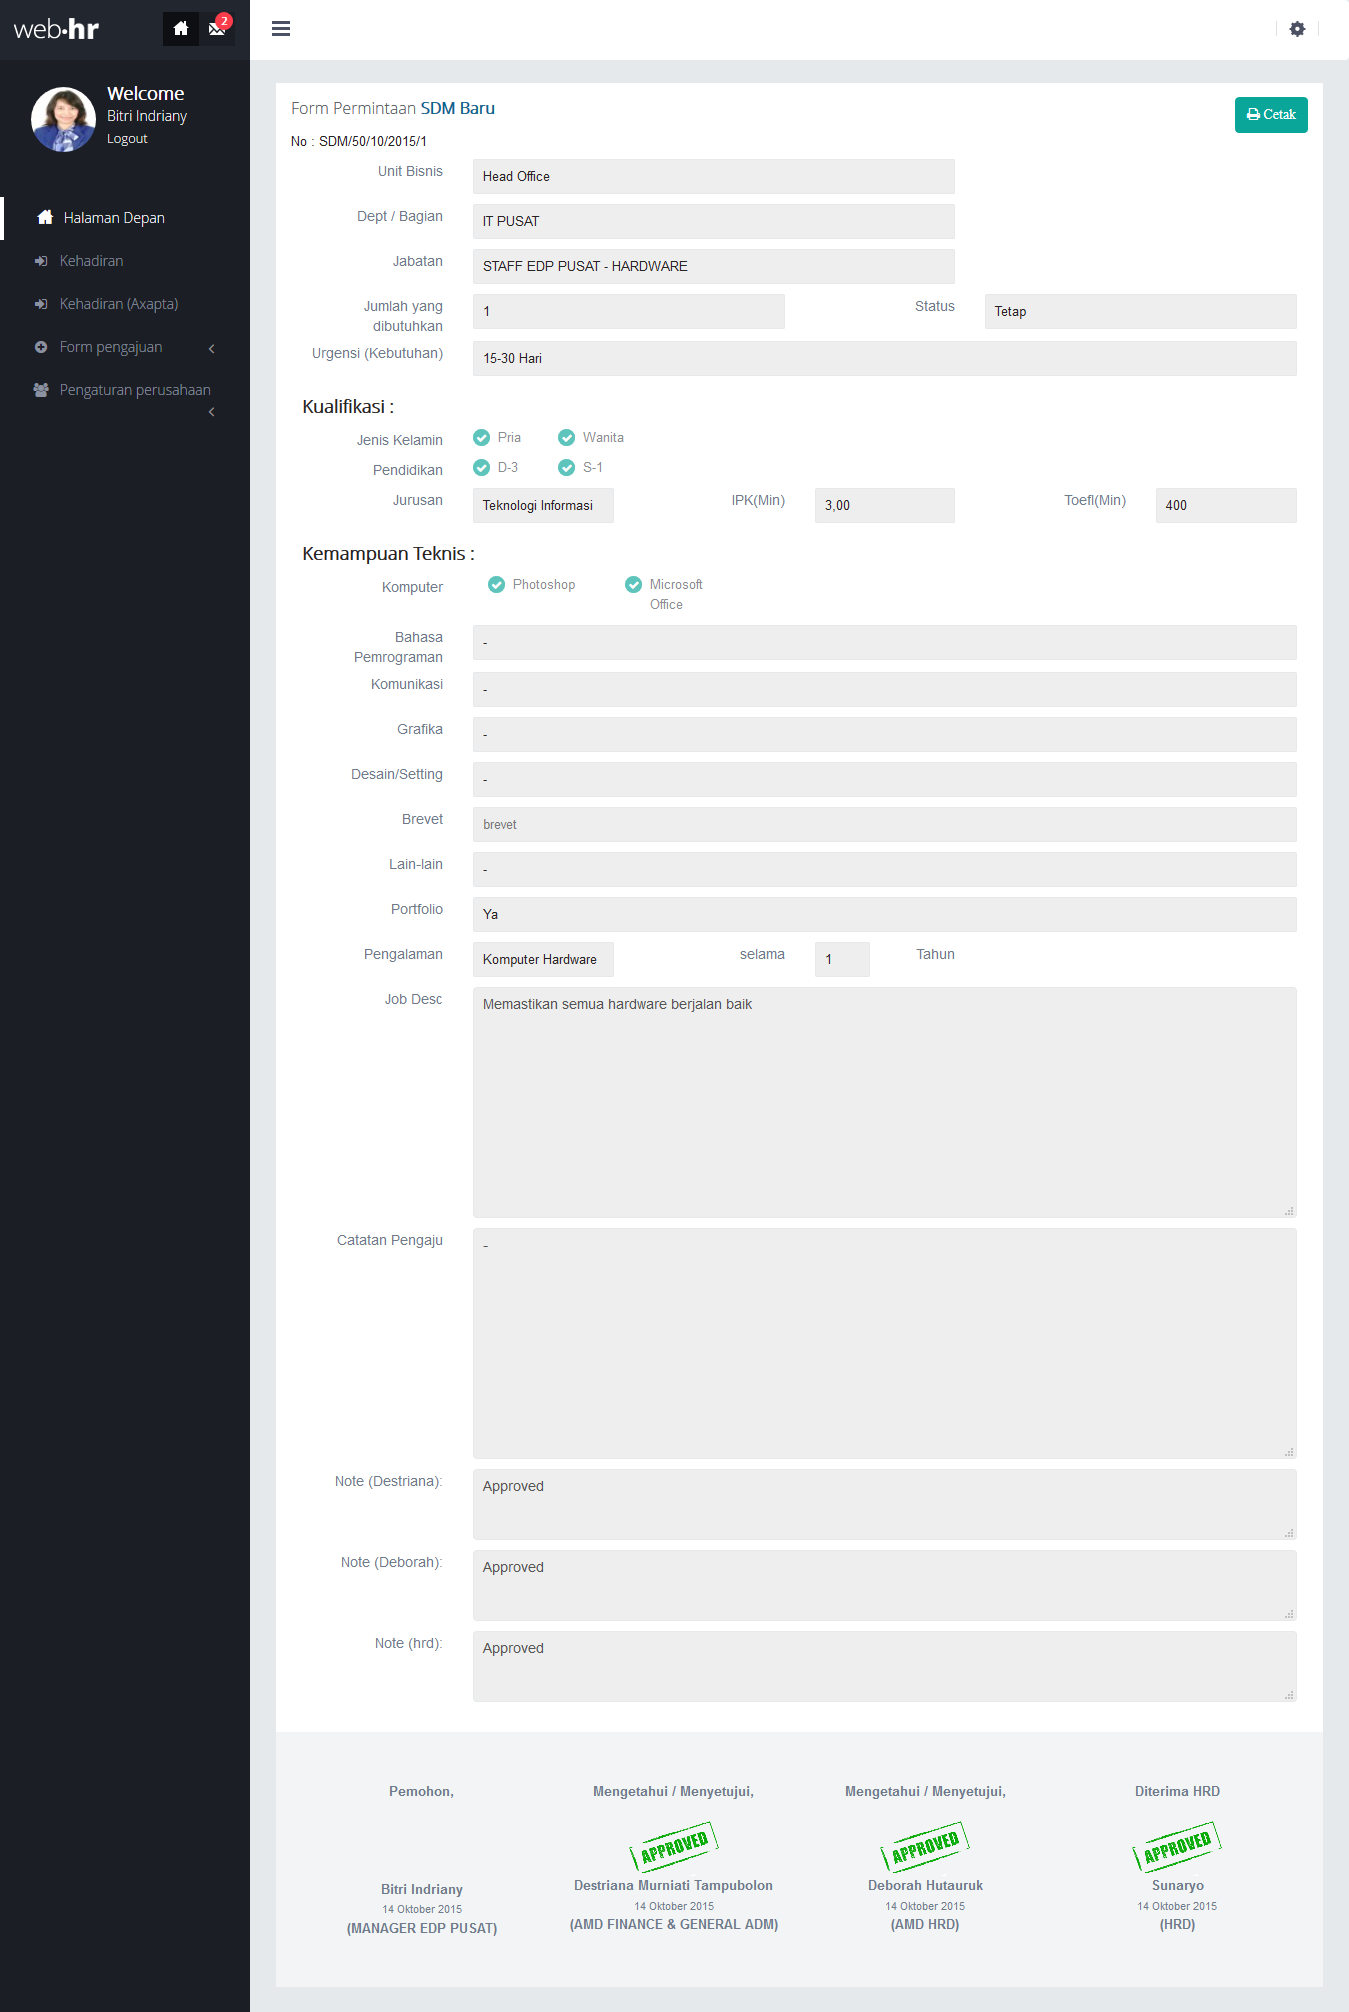 web·hr
2
Welcome
Bitri Indriany
Logout
Halaman Depan
Kehadiran
Kehadiran (Axapta)
Form pengajuan
Pengaturan perusahaan
Form Permintaan SDM Baru
Cetak
No : SDM/50/10/2015/1
Unit Bisnis
Head Office
Dept / Bagian
IT PUSAT
Jabatan
STAFF EDP PUSAT - HARDWARE
Jumlah yang
dibutuhkan
1
Status
Tetap
Urgensi (Kebutuhan)
15-30 Hari
Kualifikasi :
Jenis Kelamin
Pria
Wanita
Pendidikan
D-3
S-1
Jurusan
Teknologi Informasi
IPK(Min)
3,00
Toefl(Min)
400
Kemampuan Teknis :
Komputer
Photoshop
Microsoft
Office
Bahasa
Pemrograman
-
Komunikasi
-
Grafika
-
Desain/Setting
-
Brevet
brevet
Lain-lain
-
Portfolio
Ya
Pengalaman
Komputer Hardware
selama
1
Tahun
Job Desc
Memastikan semua hardware berjalan baik
Catatan Pengaju
-
Note (Destriana):
Approved
Note (Deborah):
Approved
Note (hrd):
Approved
Pemohon,
Bitri Indriany
14 Oktober 2015
(MANAGER EDP PUSAT)
Mengetahui / Menyetujui,
APPROVED
Destriana Murniati Tampubolon
14 Oktober 2015
(AMD FINANCE & GENERAL ADM)
Mengetahui / Menyetujui,
APPROVED
Deborah Hutauruk
14 Oktober 2015
(AMD HRD)
Diterima HRD
APPROVED
Sunaryo
14 Oktober 2015
(HRD)